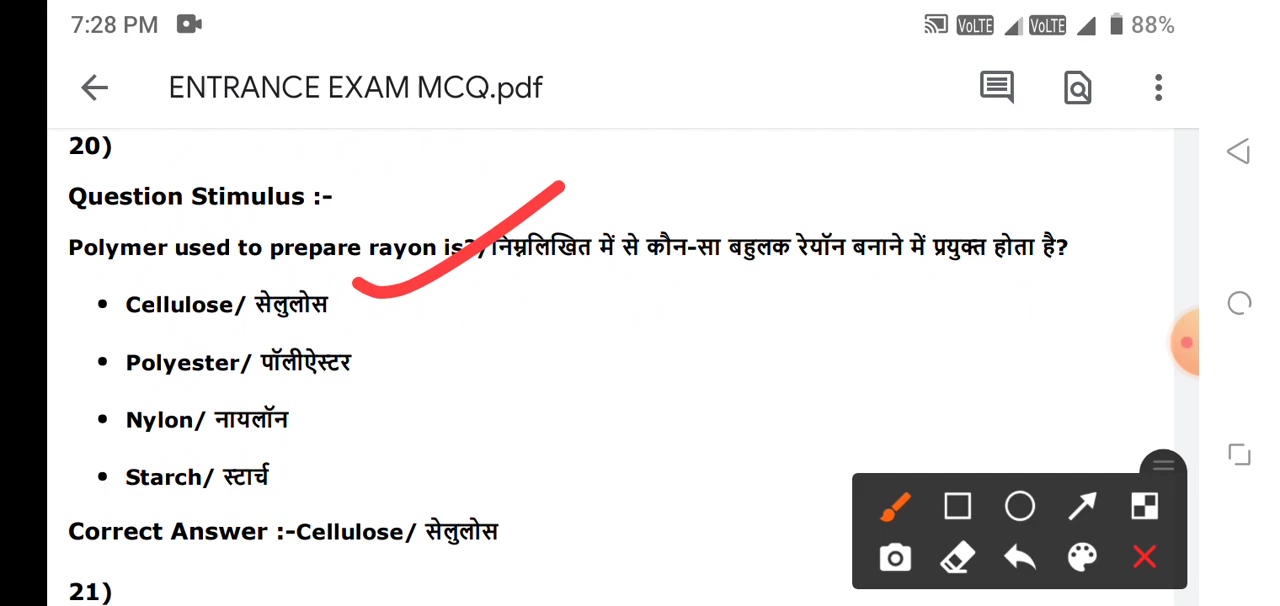 7:28 PM VoLTE VoLTE 88%
ENTRANCE EXAM MCQ.pdf
20)
Question Stimulus :-
Polymer used to prepare rayon is?/निम्नलिखित में से कौन-सा बहुलक रेयॉन बनाने में प्रयुक्त होता है?
• Cellulose/ सेलुलोस
• Polyester/ पॉलीऐस्टर
• Nylon/ नायलॉन
• Starch/ स्टार्च
Correct Answer :-Cellulose/ सेलुलोस
21)